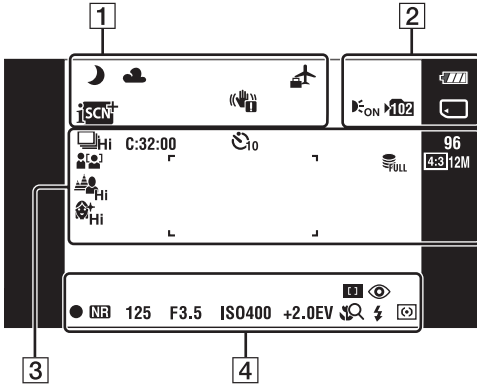 1 2
iSCN+
ON 102
Hi C:32:00 10 96
FULL 4:3 12M
Hi
Hi
NR 125 F3.5 ISO400 +2.0EV
3 4